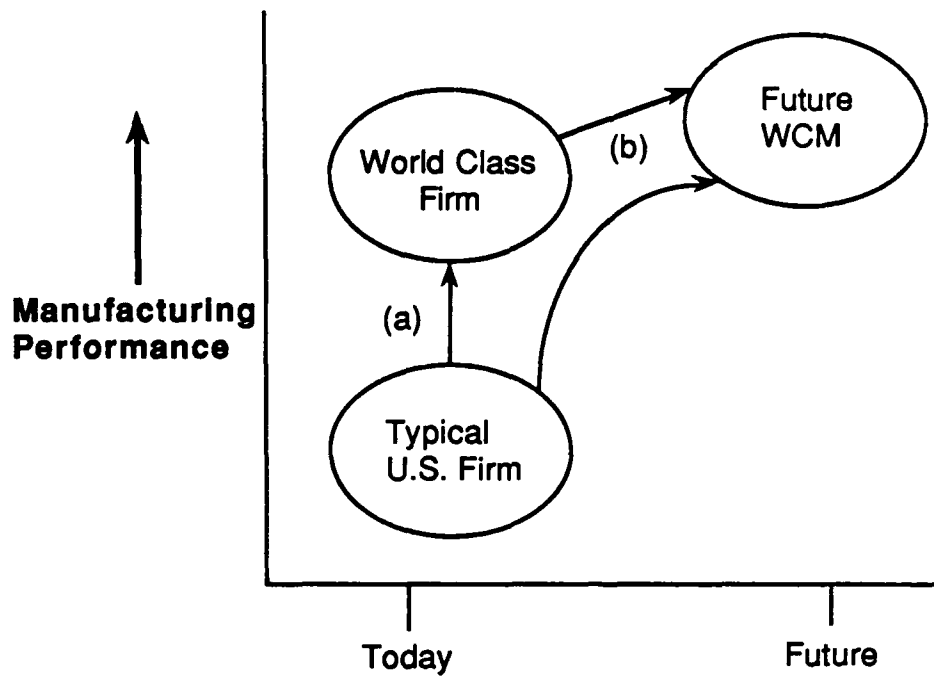 Future
WCM
World Class
Firm
(b)
Manufacturing
Performance
(a)
Typical
U.S. Firm
Today
Future